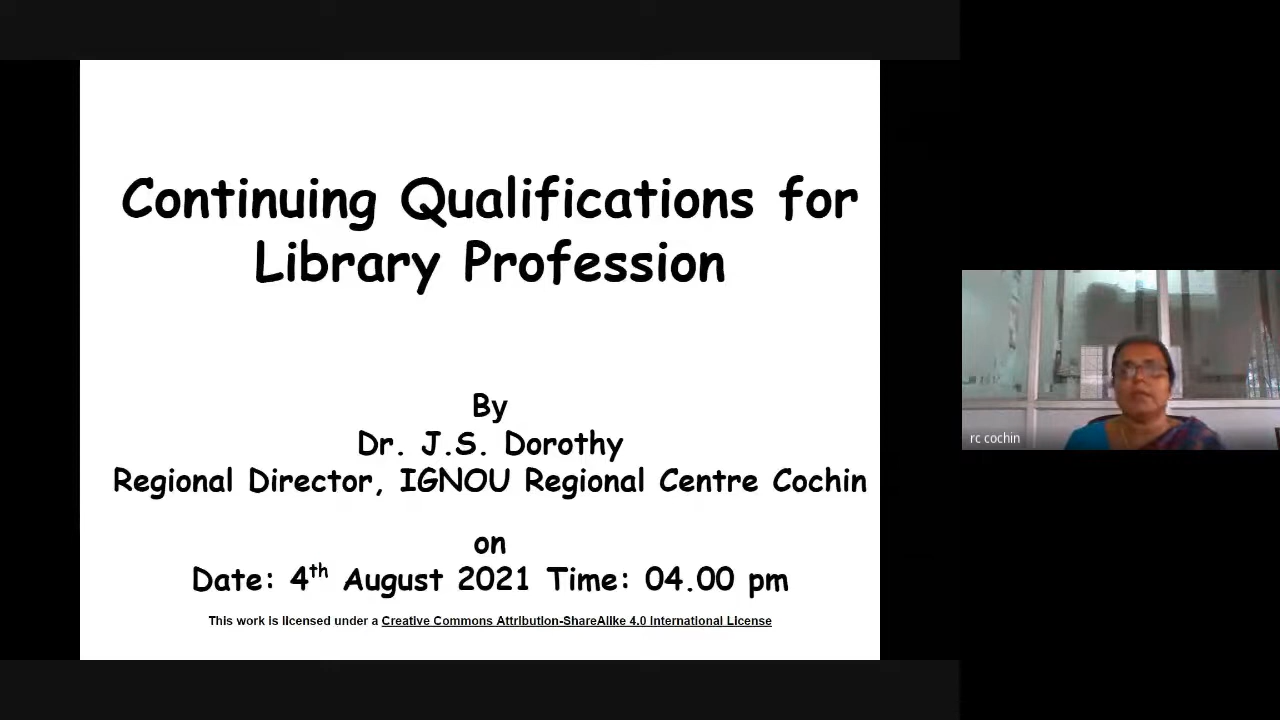 Continuing Qualifications for
Library Profession
By
Dr. J.S. Dorothy
Regional Director, IGNOU Regional Centre Cochin
on
Date: 4th August 2021 Time: 04.00 pm
This work is licensed under a Creative Commons Attribution-ShareAlike 4.0 International License
rc cochin